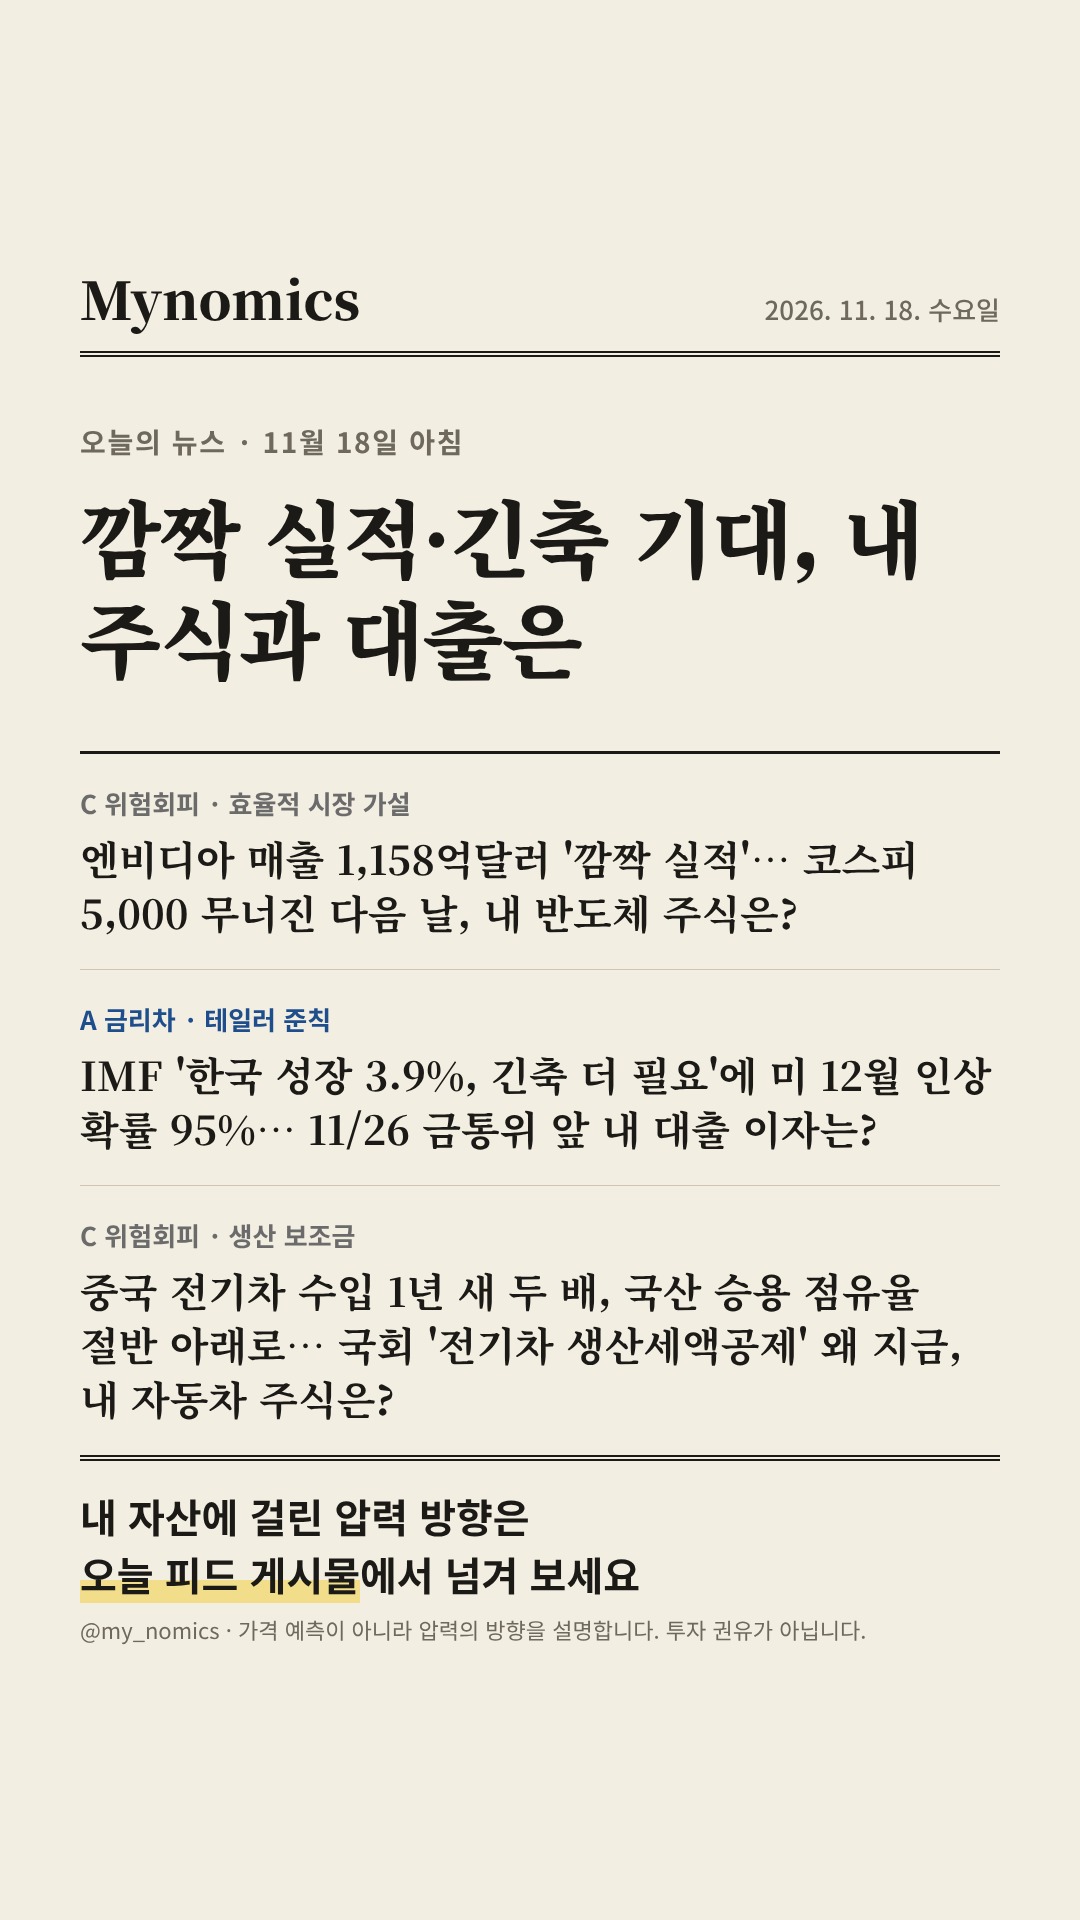 Mynomics
2026. 11. 18. 수요일
오늘의 뉴스 · 11월 18일 아침
깜짝 실적·긴축 기대, 내
주식과 대출은
C 위험회피 · 효율적 시장 가설
엔비디아 매출 1,158억달러 '깜짝 실적'… 코스피
5,000 무너진 다음 날, 내 반도체 주식은?
A 금리차 · 테일러 준칙
IMF '한국 성장 3.9%, 긴축 더 필요'에 미 12월 인상
확률 95%… 11/26 금통위 앞 내 대출 이자는?
C 위험회피 · 생산 보조금
중국 전기차 수입 1년 새 두 배, 국산 승용 점유율
절반 아래로… 국회 '전기차 생산세액공제' 왜 지금,
내 자동차 주식은?
내 자산에 걸린 압력 방향은
오늘 피드 게시물에서 넘겨 보세요
@my_nomics · 가격 예측이 아니라 압력의 방향을 설명합니다. 투자 권유가 아닙니다.